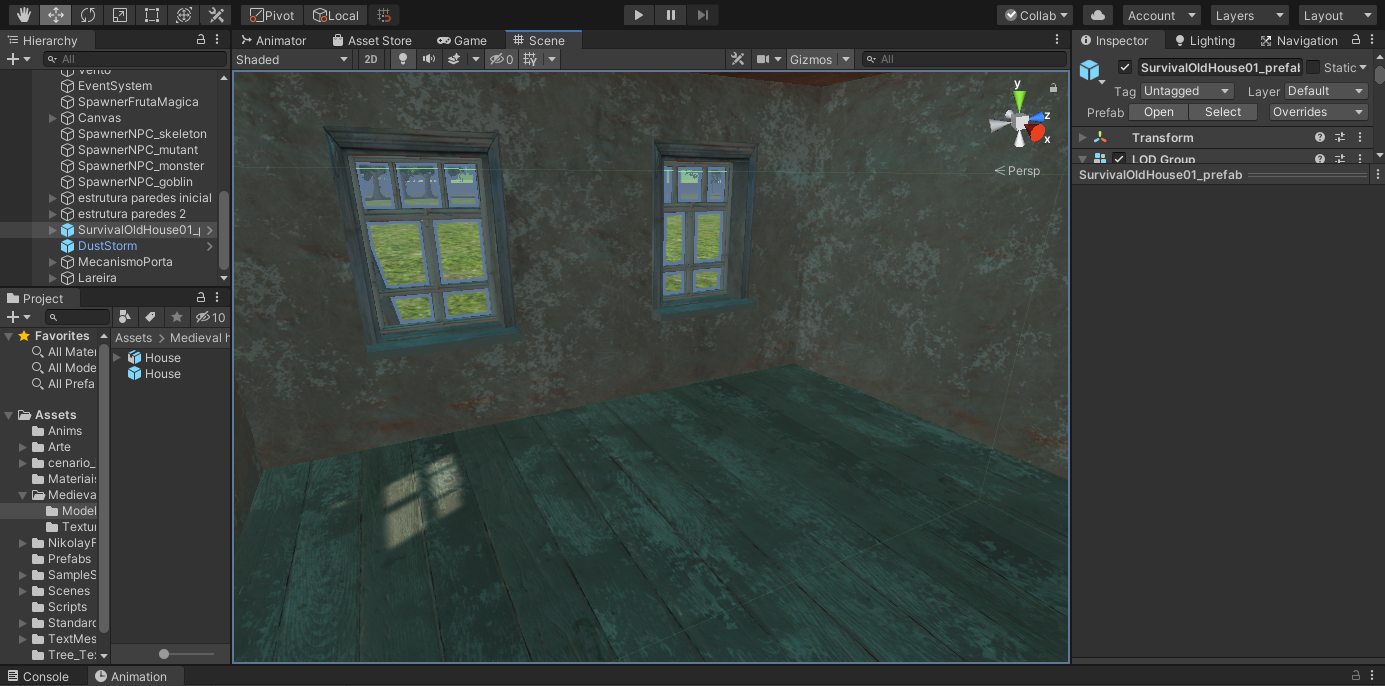 Pivot Local Collab Account Layers Layout
Hierarchy
All
Vento
EventSystem
SpawnerFrutaMagica
Canvas
SpawnerNPC_skeleton
SpawnerNPC_mutant
SpawnerNPC_monster
SpawnerNPC_goblin
estrutura paredes inicial
estrutura paredes 2
SurvivalOldHouse01_p
DustStorm
MecanismoPorta
Lareira
Project
10
Favorites
All Mater
All Mode
All Prefa
Assets
Anims
Arte
cenario_
Materiais
Medieva
Model
Textur
NikolayF
Prefabs
SampleS
Scenes
Scripts
Standard
TextMes
Tree_Tex
Assets > Medieval h
House
House
Animator Asset Store Game Scene
Shaded 2D 0 Gizmos All
y
z
x
Persp
Inspector Lighting Navigation
SurvivalOldHouse01_prefab Static
Tag Untagged Layer Default
Prefab Open Select Overrides
Transform
LOD Group
SurvivalOldHouse01_prefab
Console Animation